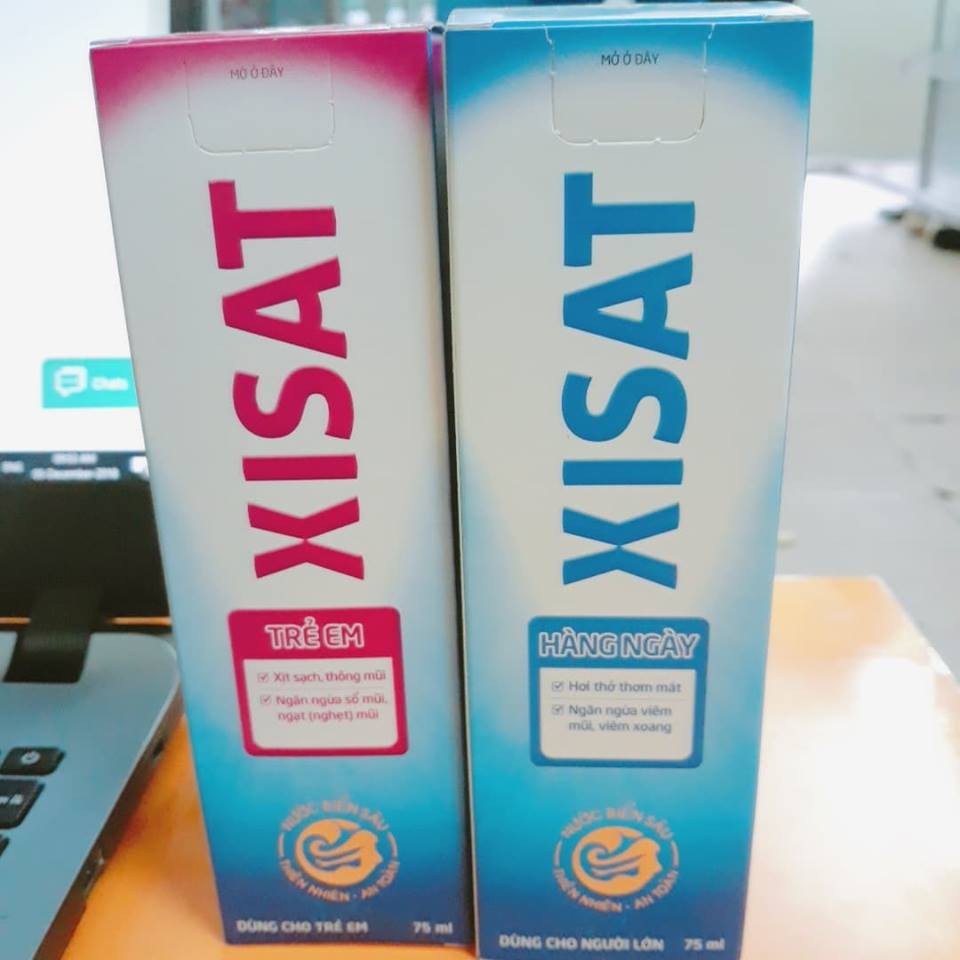 MỞ Ở ĐÂY
XISAT
TRẺ EM
Xịt sạch, thông mũi
Ngăn ngừa sổ mũi,
ngạt (nghẹt) mũi
NƯỚC BIỂN SÂU
THIÊN NHIÊN - AN TOÀN
DÙNG CHO TRẺ EM 75 ml
MỞ Ở ĐÂY
XISAT
HÀNG NGÀY
Hơi thở thơm mát
Ngăn ngừa viêm
mũi, viêm xoang
NƯỚC BIỂN SÂU
THIÊN NHIÊN - AN TOÀN
DÙNG CHO NGƯỜI LỚN 75 ml
Chats